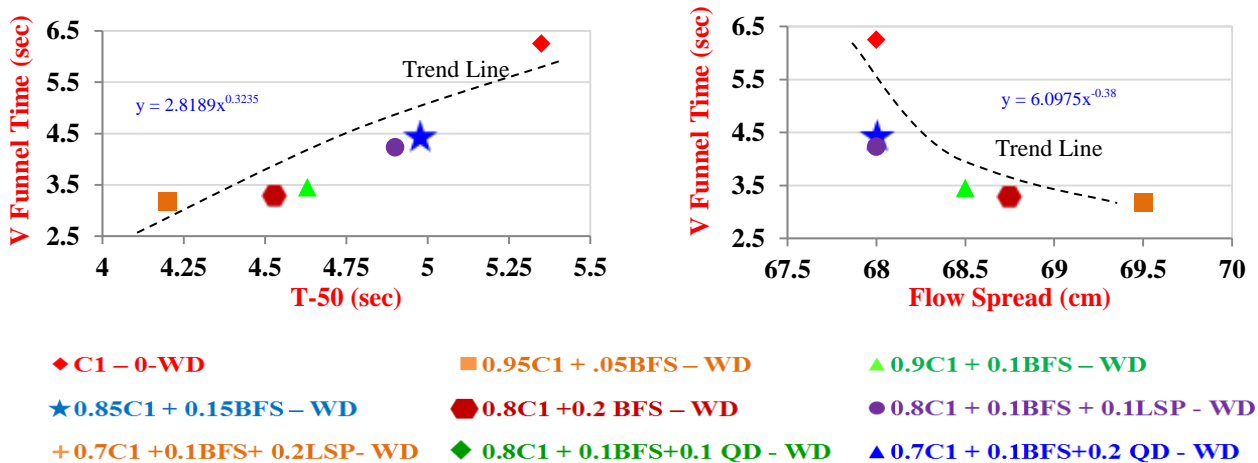 V Funnel Time (sec)
6.5
5.5
4.5
3.5
2.5
Trend Line
y = 2.8189x^0.3235
4 4.25 4.5 4.75 5 5.25 5.5
T-50 (sec)
V Funnel Time (sec)
6.5
5.5
4.5
3.5
2.5
y = 6.0975x^-0.38
Trend Line
67.5 68 68.5 69 69.5 70
Flow Spread (cm)
C1 – 0-WD
0.95C1 + .05BFS – WD
0.9C1 + 0.1BFS – WD
0.85C1 + 0.15BFS – WD
0.8C1 +0.2 BFS – WD
0.8C1 + 0.1BFS + 0.1LSP - WD
0.7C1 +0.1BFS+ 0.2LSP- WD
0.8C1 + 0.1BFS+0.1 QD - WD
0.7C1 + 0.1BFS+0.2 QD - WD